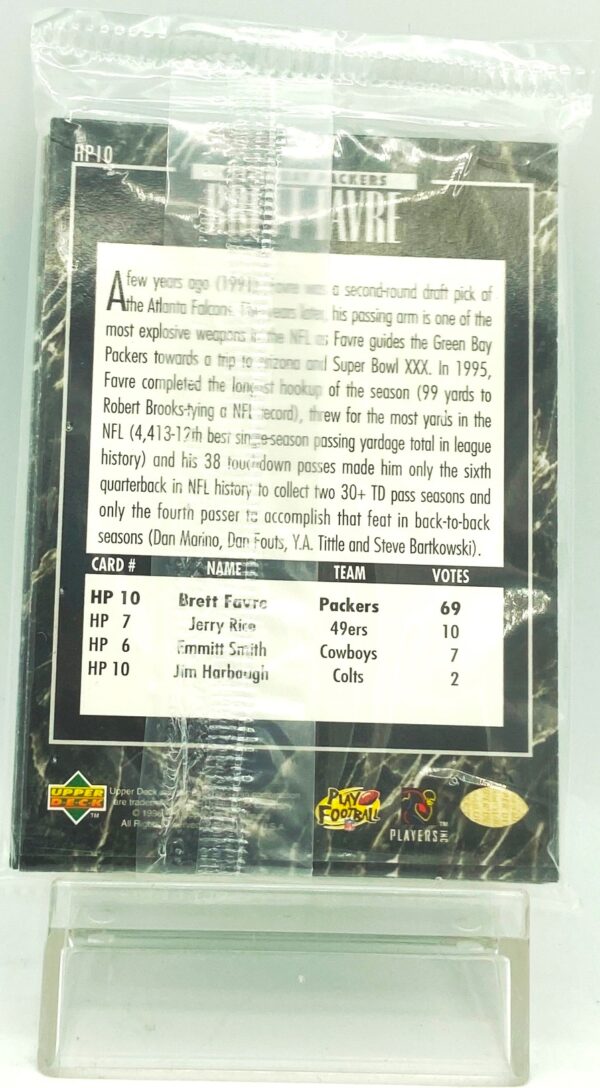 HP10
PACKERS
BRETT FAVRE
A few years ago (1991), Favre was a second-round draft pick of
the Atlanta Falcons. Five years later, his passing arm is one of the
most explosive weapons in the NFL as Favre guides the Green Bay
Packers towards a trip to Arizona and Super Bowl XXX. In 1995,
Favre completed the longest hookup of the season (99 yards to
Robert Brooks-tying a NFL record), threw for the most yards in the
NFL (4,413-12th best single-season passing yardage total in league
history) and his 38 touchdown passes made him only the sixth
quarterback in NFL history to collect two 30+ TD pass seasons and
only the fourth passer to accomplish that feat in back-to-back
seasons (Dan Marino, Dan Fouts, Y.A. Tittle and Steve Bartkowski).
CARD # NAME TEAM VOTES
HP 10 Brett Favre Packers 69
HP 7 Jerry Rice 49ers 10
HP 6 Emmitt Smith Cowboys 7
HP 10 Jim Harbaugh Colts 2
UPPER DECK TM
Upper Deck
are
©
All Rights
PLAY FOOTBALL
PLAYERS INC TM